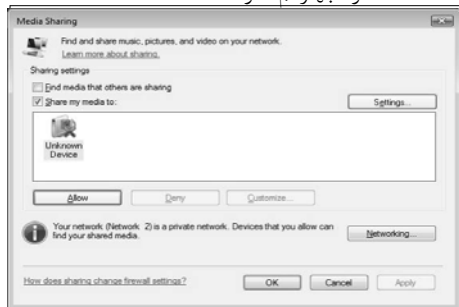 Media Sharing
Find and share music, pictures, and video on your network.
Learn more about sharing.
Sharing settings
Find media that others are sharing
Share my media to:
Settings...
Unknown
Device
Allow Deny Customize...
Your network (Network 2) is a private network. Devices that you allow can
find your shared media.
Networking...
How does sharing change firewall settings?
OK Cancel Apply